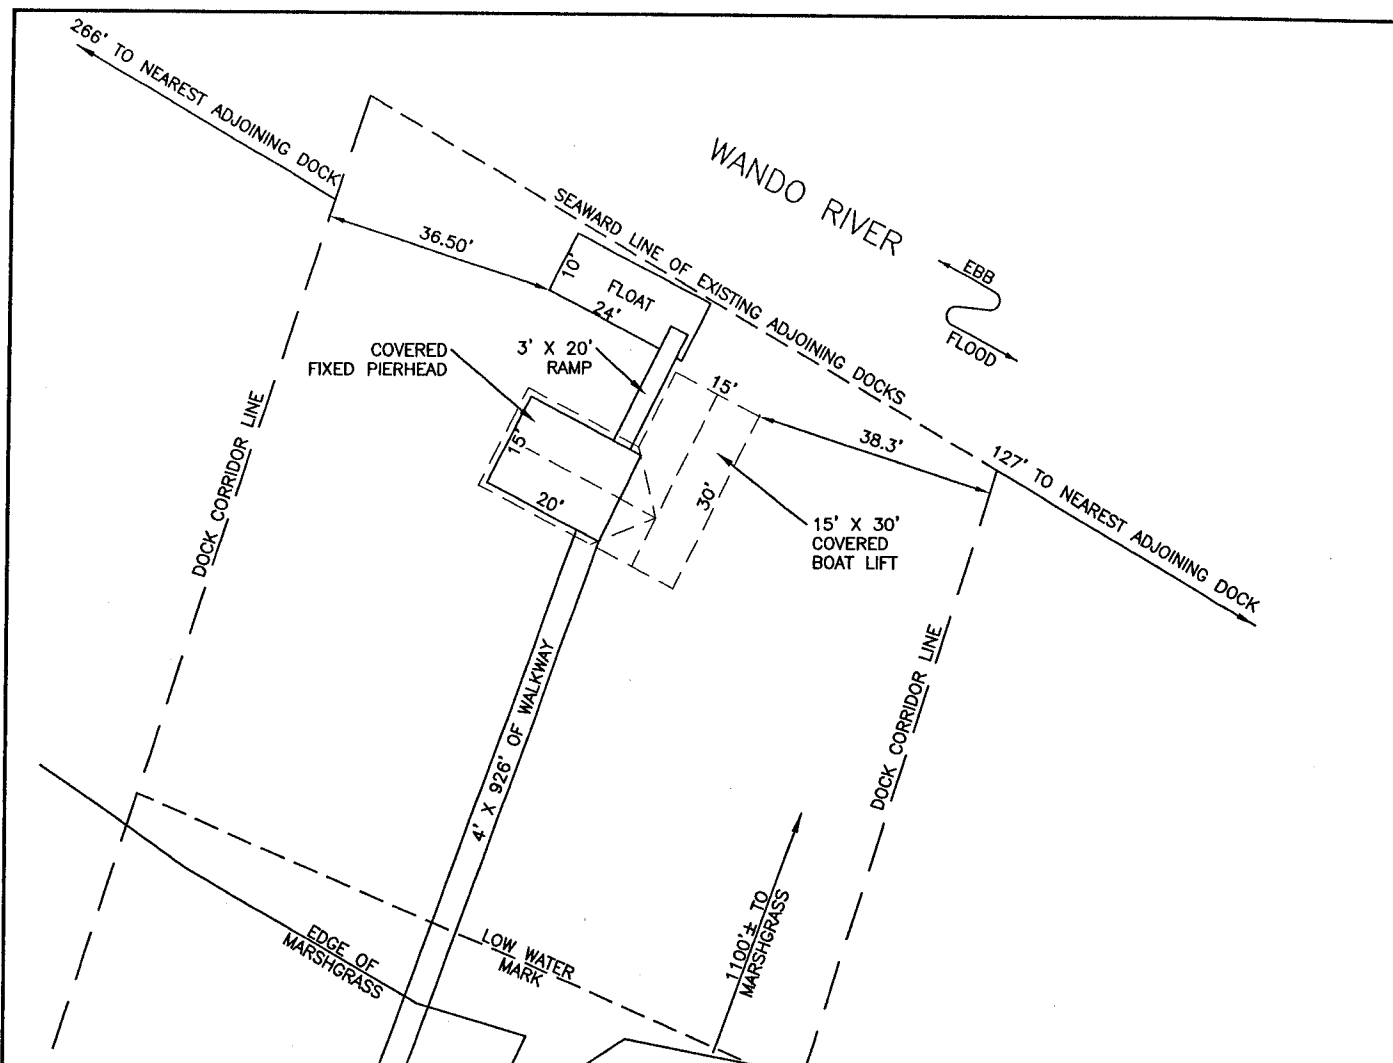 266' TO NEAREST ADJOINING DOCK
WANDO RIVER
SEAWARD LINE OF EXISTING ADJOINING DOCKS
36.50'
10'
FLOAT
24'
EBB
FLOOD
COVERED
FIXED PIERHEAD
3' X 20'
RAMP
15'
38.3'
127' TO NEAREST ADJOINING DOCK
15'
20'
30'
15' X 30'
COVERED
BOAT LIFT
DOCK CORRIDOR LINE
4' X 926' OF WALKWAY
DOCK CORRIDOR LINE
EDGE OF
MARSHGRASS
LOW WATER
MARK
1100'± TO
MARSHGRASS